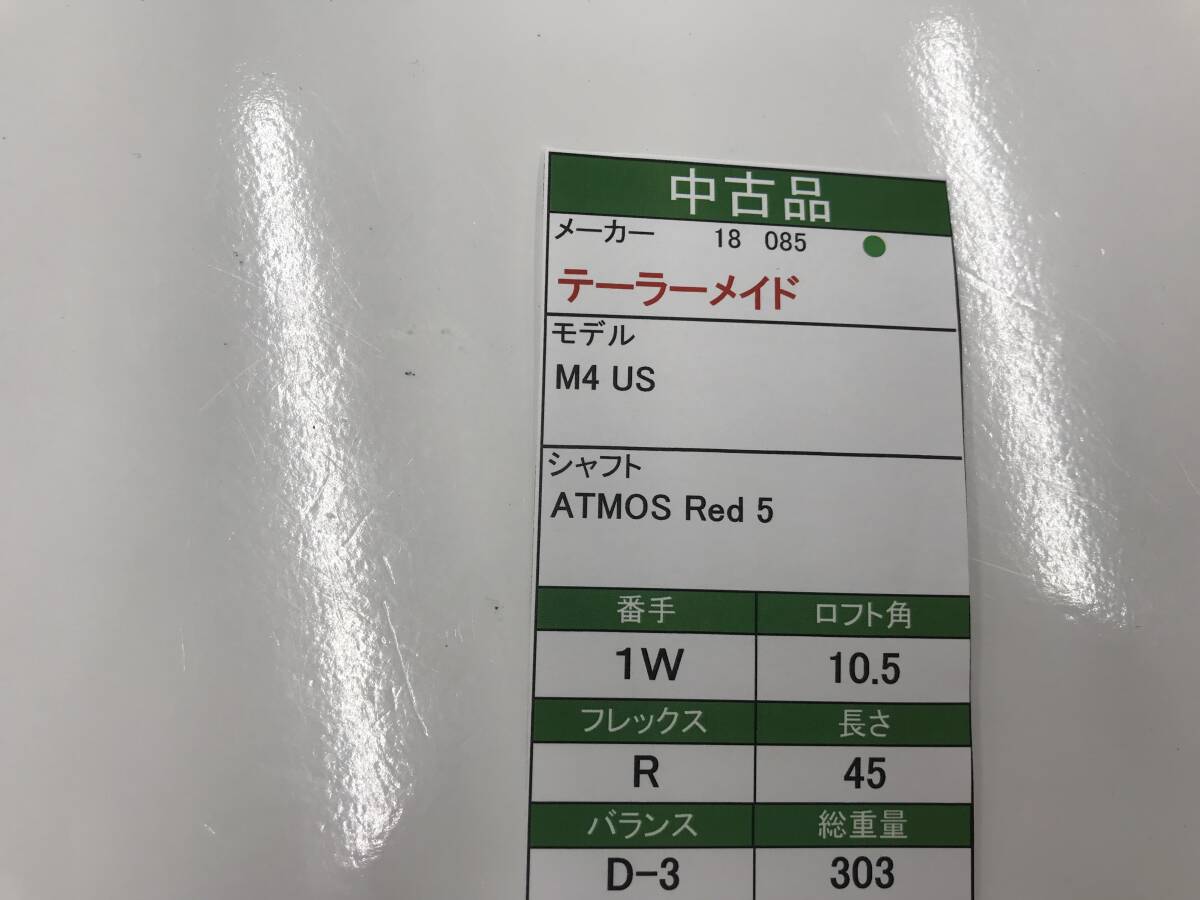 中古品
メーカー 18 085
テーラーメイド
モデル
M4 US
シャフト
ATMOS Red 5
番手 ロフト角
1W 10.5
フレックス 長さ
R 45
バランス 総重量
D-3 303